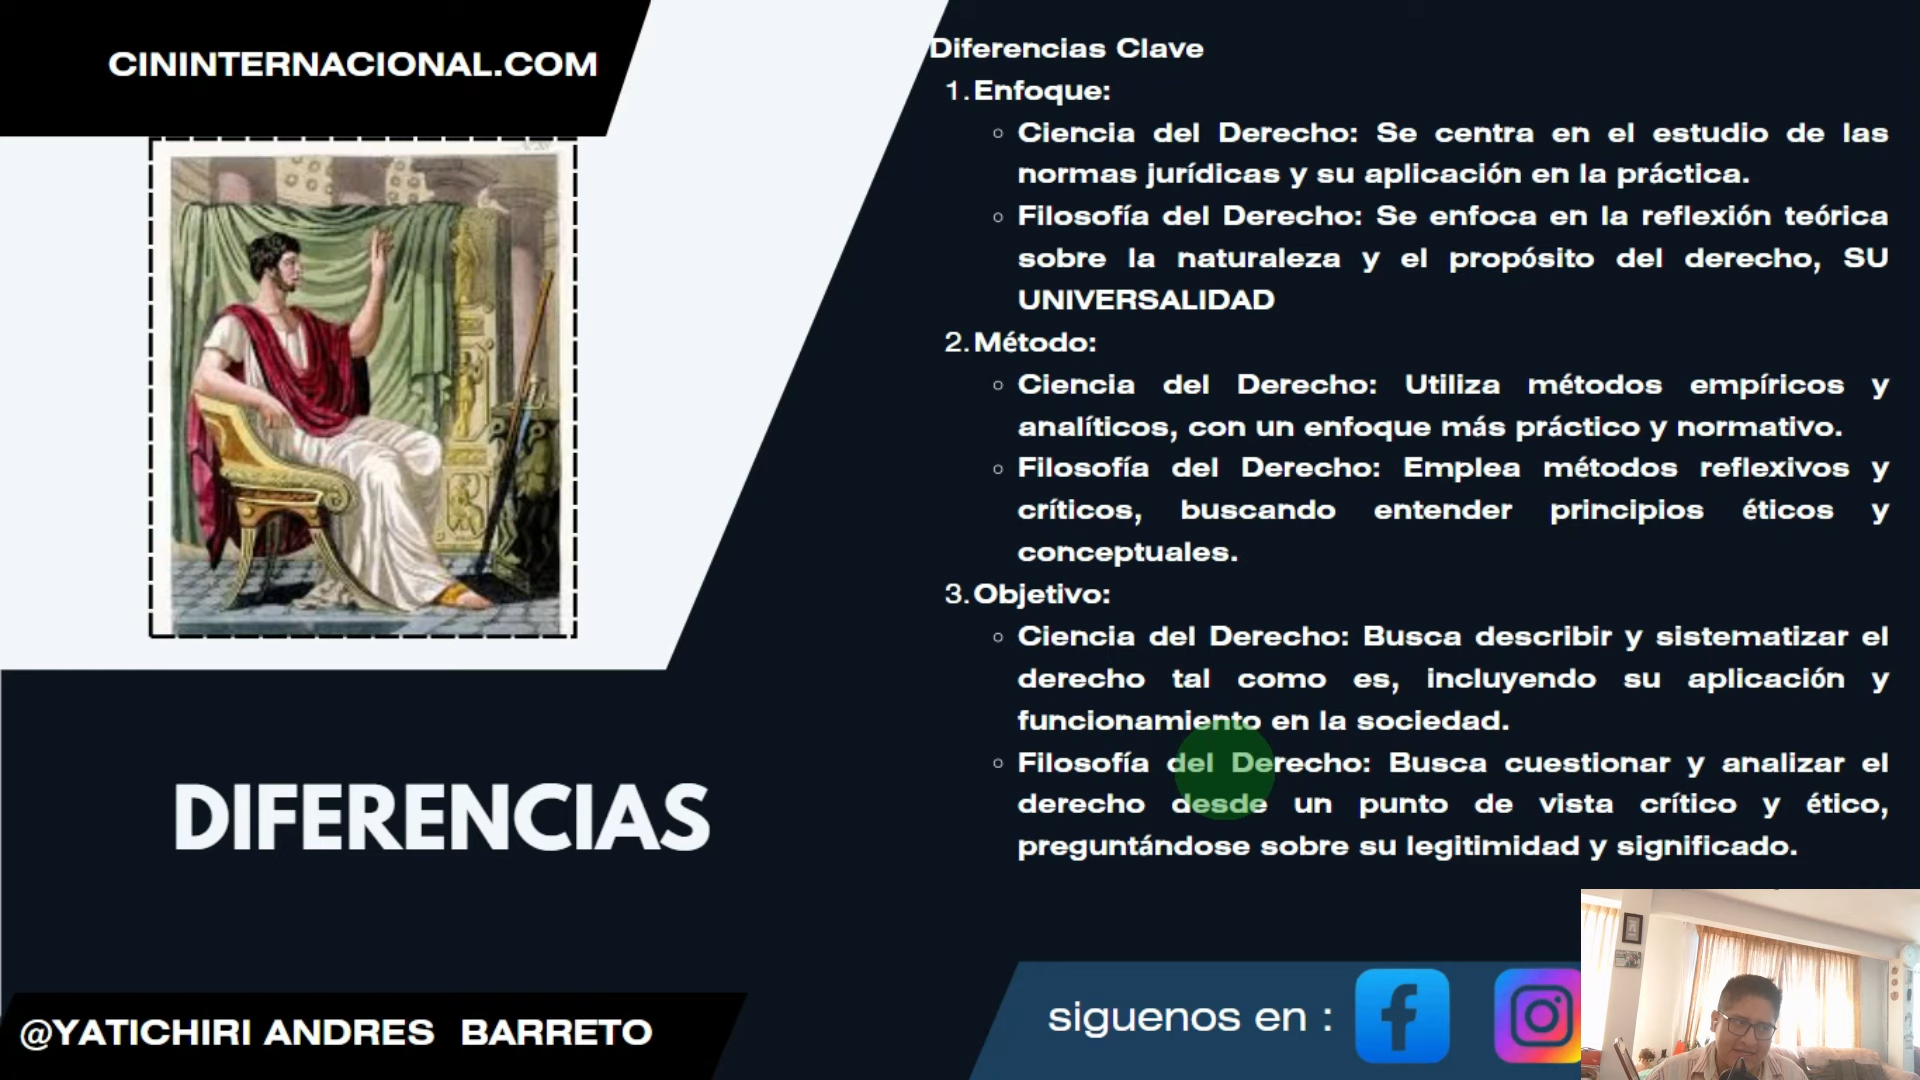 CININTERNACIONAL.COM
Diferencias Clave
1. Enfoque:
Ciencia del Derecho: Se centra en el estudio de las
normas jurídicas y su aplicación en la práctica.
Filosofía del Derecho: Se enfoca en la reflexión teórica
sobre la naturaleza y el propósito del derecho, SU
UNIVERSALIDAD
2. Método:
Ciencia del Derecho: Utiliza métodos empíricos y
analíticos, con un enfoque más práctico y normativo.
Filosofía del Derecho: Emplea métodos reflexivos y
críticos, buscando entender principios éticos y
conceptuales.
3. Objetivo:
Ciencia del Derecho: Busca describir y sistematizar el
derecho tal como es, incluyendo su aplicación y
funcionamiento en la sociedad.
Filosofía del Derecho: Busca cuestionar y analizar el
derecho desde un punto de vista crítico y ético,
preguntándose sobre su legitimidad y significado.
DIFERENCIAS
@YATICHIRI ANDRES BARRETO
siguenos en :